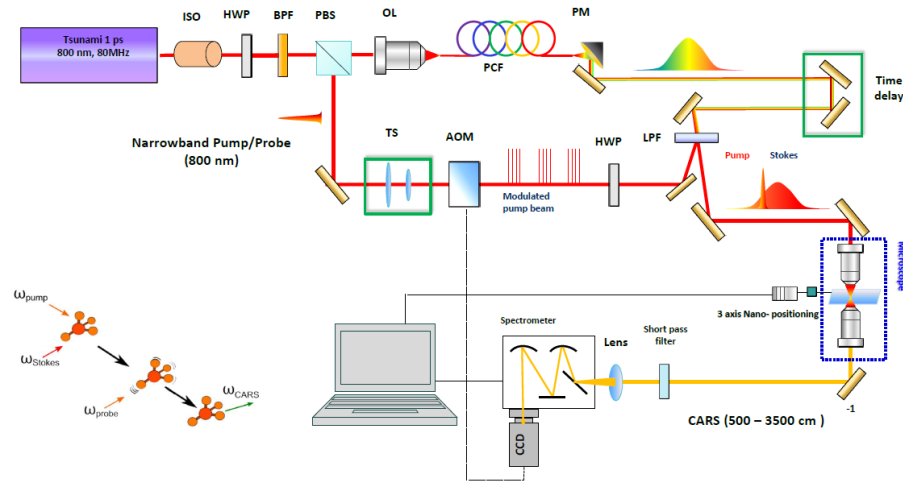 Tsunami 1 ps
800 nm, 80MHz
ISO
HWP
BPF
PBS
OL
PCF
PM
Time
delay
Narrowband Pump/Probe
(800 nm)
TS
AOM
Modulated
pump beam
HWP
LPF
Pump
Stokes
Microscope
3 axis Nano- positioning
Spectrometer
Lens
Short pass
filter
CCD
CARS (500 – 3500 cm )
-1
ωpump
ωStokes
ωprobe
ωCARS